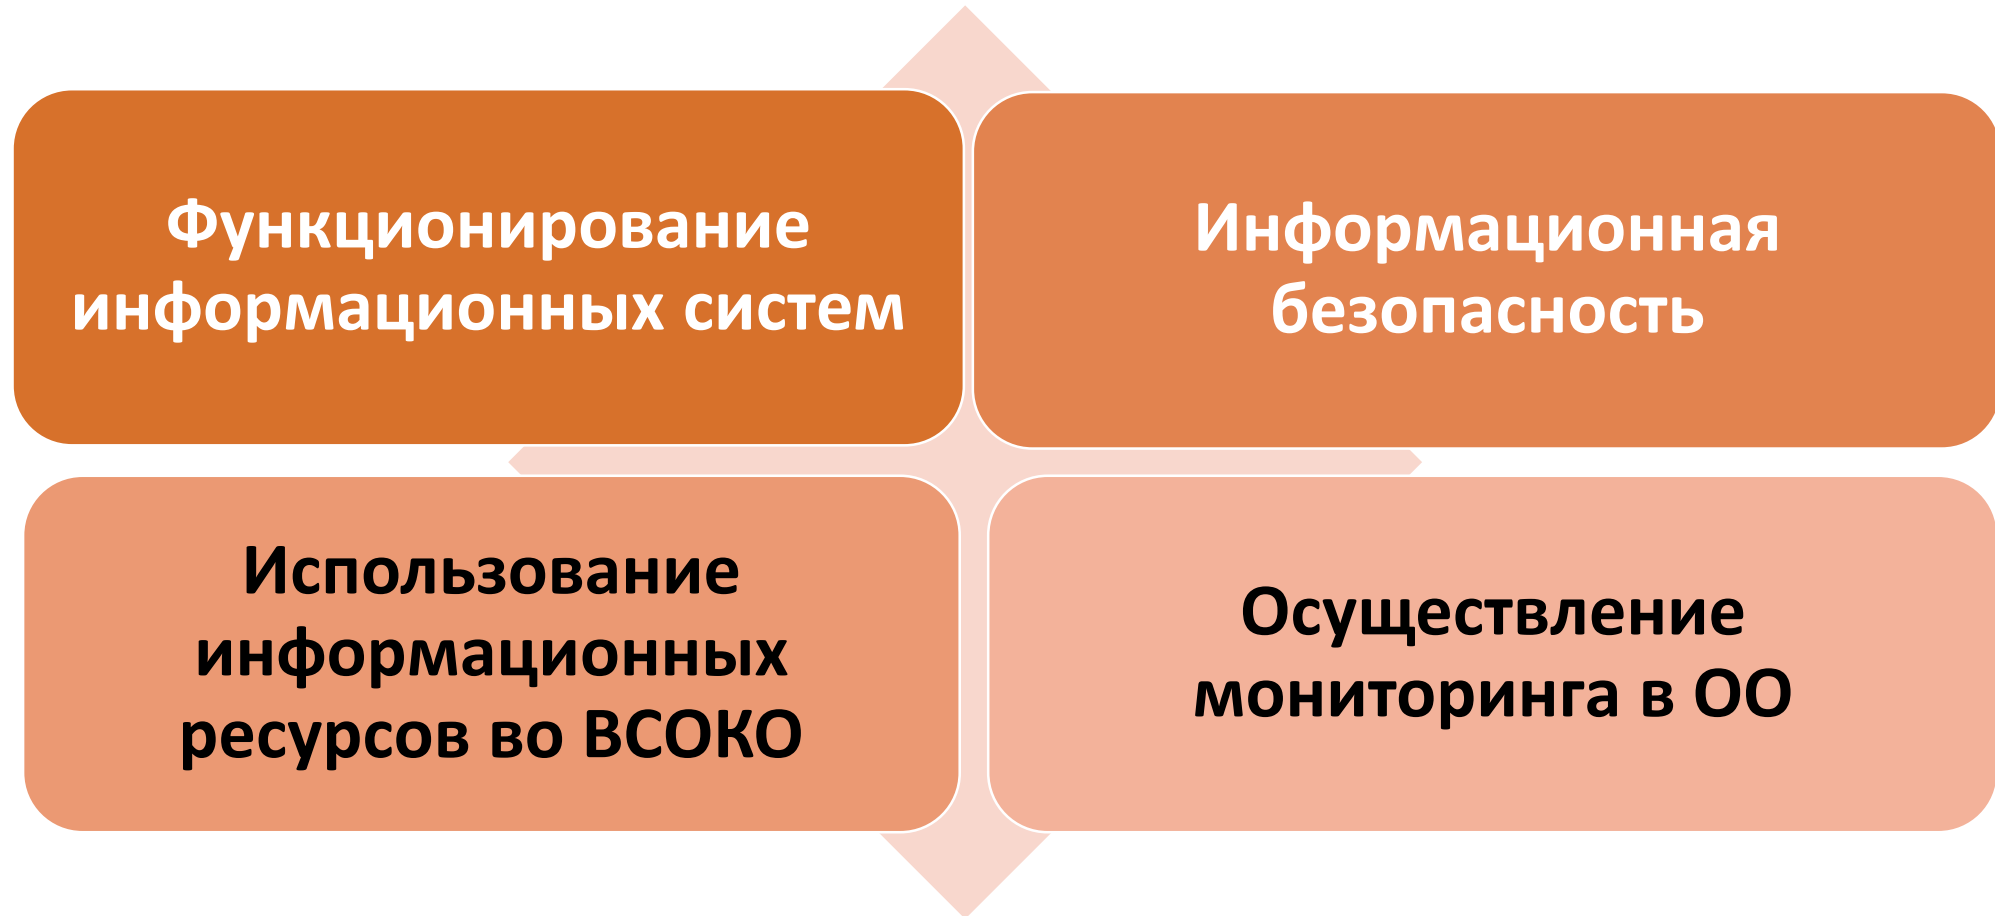 Функционирование
информационных систем
Информационная
безопасность
Использование
информационных
ресурсов во ВСОКО
Осуществление
мониторинга в ОО